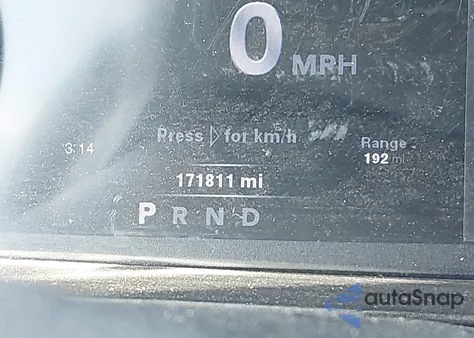 0 MPH
Press ▷ for km/h
3:14
Range
192 mi
171811 mi
P R N D
autoSnap